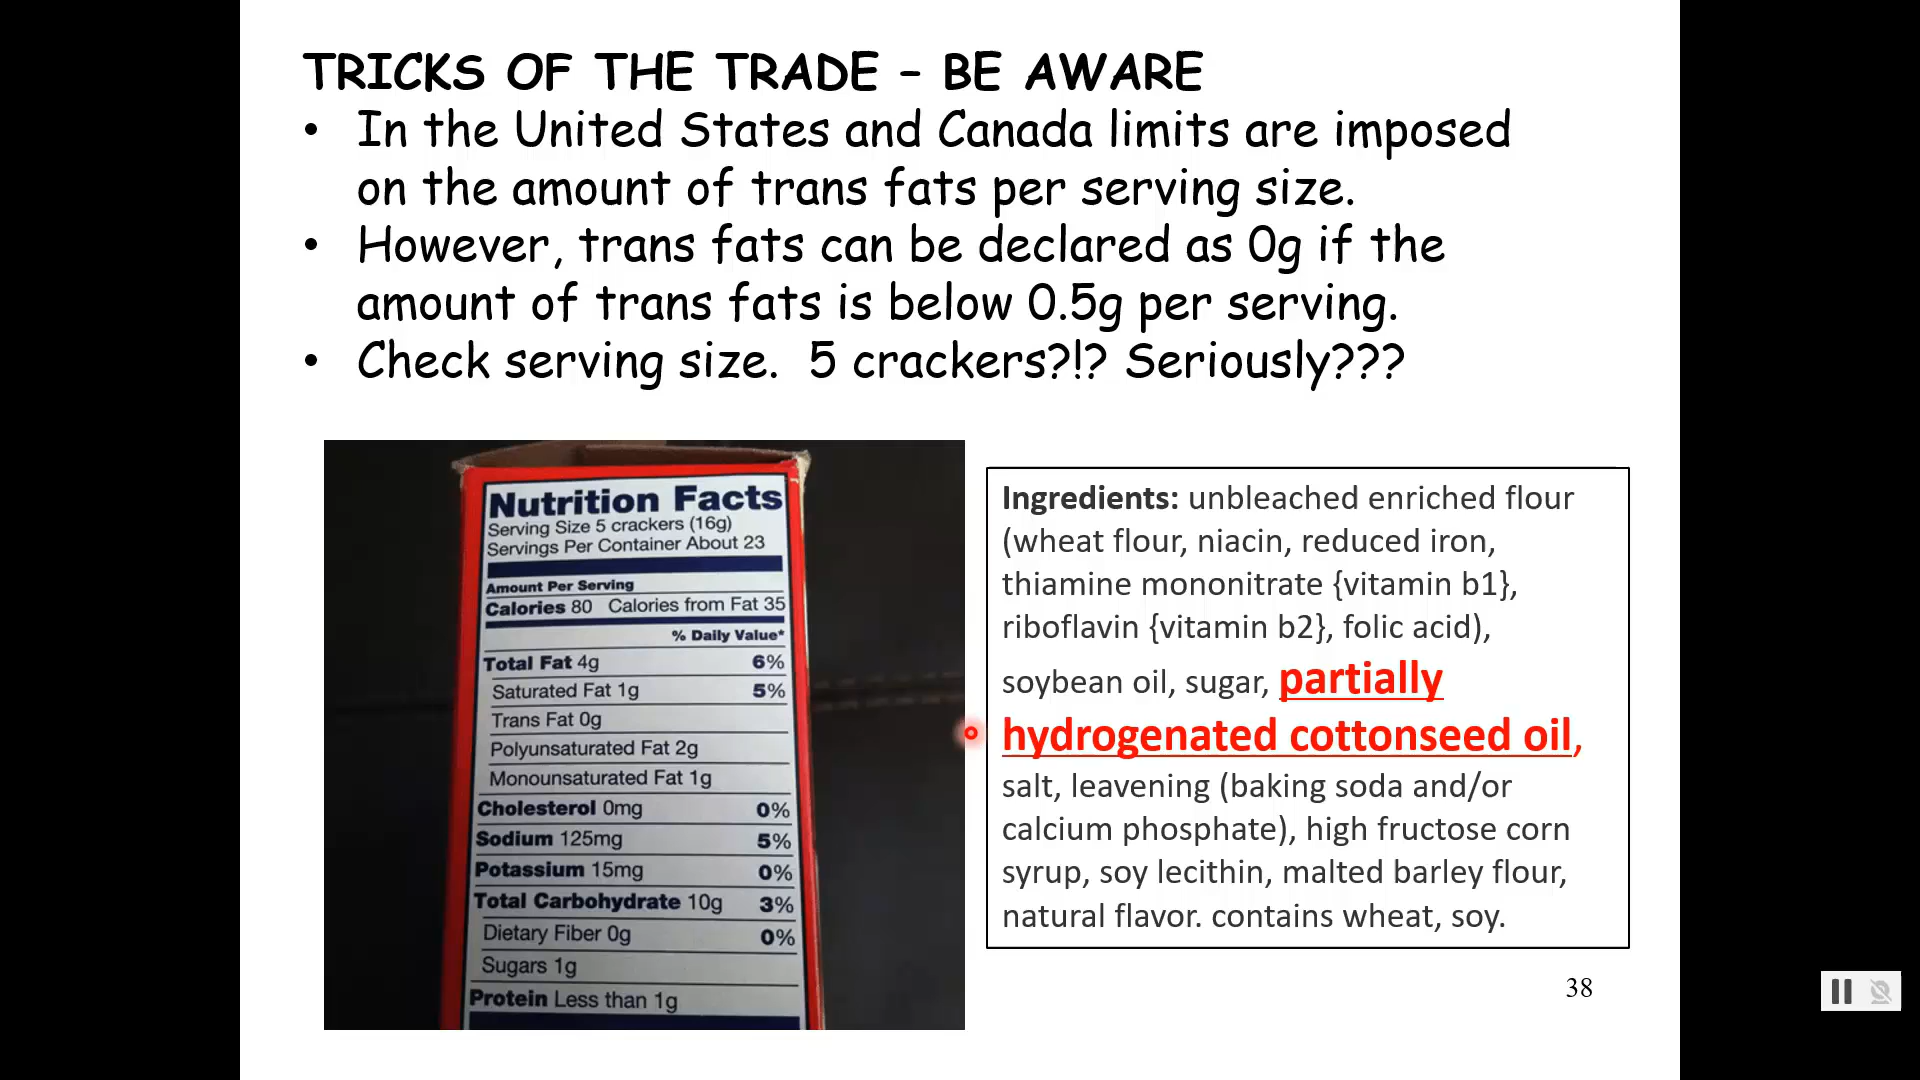 TRICKS OF THE TRADE – BE AWARE
• In the United States and Canada limits are imposed
on the amount of trans fats per serving size.
• However, trans fats can be declared as 0g if the
amount of trans fats is below 0.5g per serving.
• Check serving size.  5 crackers?!? Seriously???
Nutrition Facts
Serving Size 5 crackers (16g)
Servings Per Container About 23
Amount Per Serving
Calories 80 Calories from Fat 35
% Daily Value*
Total Fat 4g 6%
Saturated Fat 1g 5%
Trans Fat 0g
Polyunsaturated Fat 2g
Monounsaturated Fat 1g
Cholesterol 0mg 0%
Sodium 125mg 5%
Potassium 15mg 0%
Total Carbohydrate 10g 3%
Dietary Fiber 0g 0%
Sugars 1g
Protein Less than 1g
Ingredients: unbleached enriched flour
(wheat flour, niacin, reduced iron,
thiamine mononitrate {vitamin b1},
riboflavin {vitamin b2}, folic acid),
soybean oil, sugar, partially
hydrogenated cottonseed oil,
salt, leavening (baking soda and/or
calcium phosphate), high fructose corn
syrup, soy lecithin, malted barley flour,
natural flavor. contains wheat, soy.
38